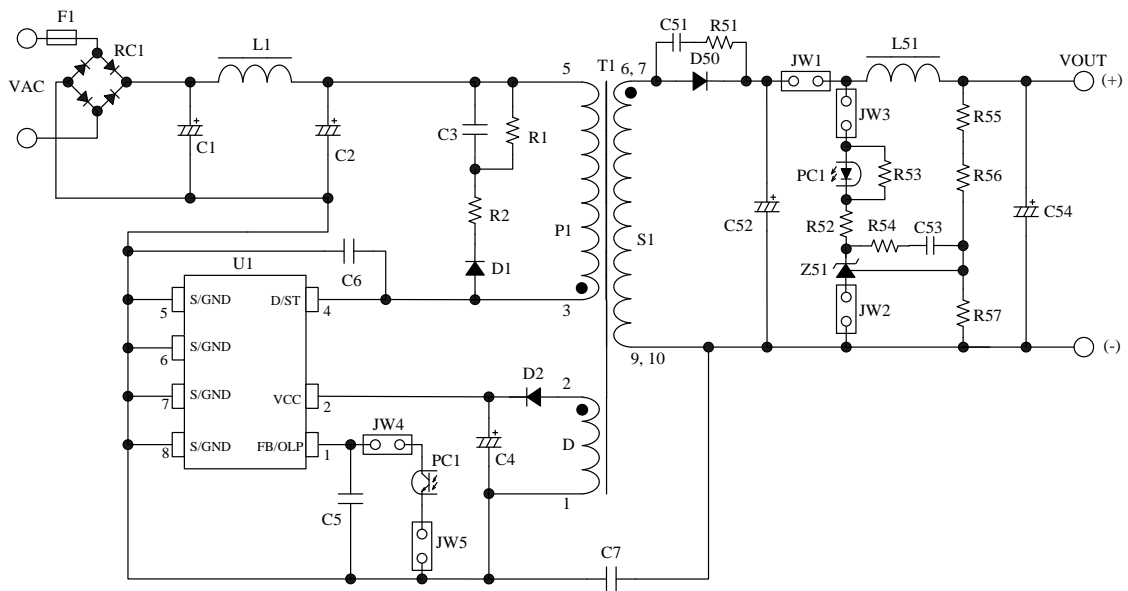 F1
RC1
VAC
L1
C1
C2
C3
R1
R2
D1
P1
5
3
T1
6, 7
S1
9, 10
C51
R51
D50
JW1
L51
VOUT
(+)
JW3
PC1
R53
R52
R54
C53
Z51
JW2
R55
R56
R57
C52
C54
(-)
C6
U1
S/GND
D/ST
5
4
S/GND
6
S/GND
VCC
7
2
S/GND
FB/OLP
8
1
JW4
PC1
C5
JW5
C4
D2
2
D
1
C7